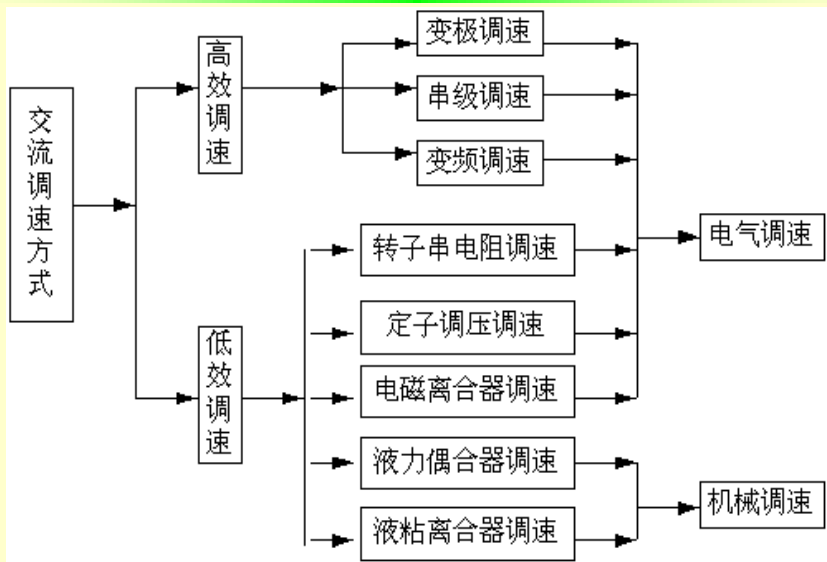 交流调速方式
高效调速
变极调速
串级调速
变频调速
低效调速
转子串电阻调速
定子调压调速
电磁离合器调速
液力偶合器调速
液粘离合器调速
电气调速
机械调速